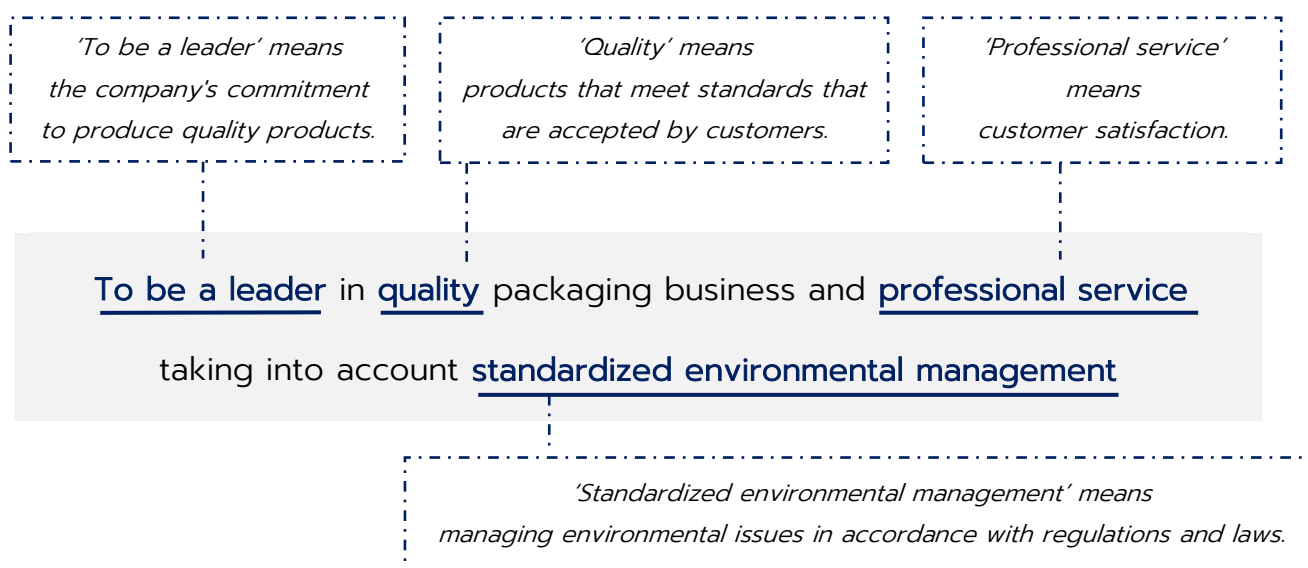 ‘To be a leader’ means
the company's commitment
to produce quality products.
‘Quality’ means
products that meet standards that
are accepted by customers.
‘Professional service’
means
customer satisfaction.
To be a leader in quality packaging business and professional service
taking into account standardized environmental management
‘Standardized environmental management’ means
managing environmental issues in accordance with regulations and laws.